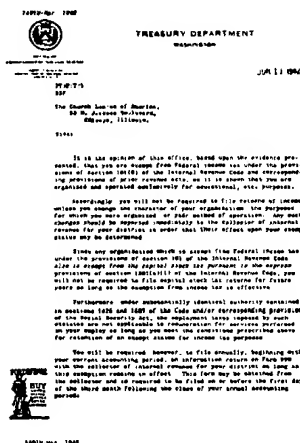 TREASURY DEPARTMENT
WASHINGTON
JUN 11
The Church League of America,
Chicago, Illinois.
Sirs:
It is the opinion of this office, based upon the evidence pre-
sented, that you are exempt from Federal income tax under the provi-
sions of section 101(6) of the Internal Revenue Code and correspond-
ing provisions of prior revenue acts, as it is shown that you are
organized and operated exclusively for educational, etc. purposes.
Accordingly you will not be required to file returns of income
unless you change the character of your organization, the purposes
for which you were organized, or your method of operation. Any such
changes should be reported immediately to the collector of internal
revenue for your district in order that their effect upon your exempt
status may be determined
Since any organization which is exempt from Federal income tax
under the provisions of section 101 of the Internal Revenue Code
also is exempt from the capital stock tax pursuant to the express
provisions of section of the Internal Revenue Code, you
will not be required to file capital stock tax returns for future
years so long as the exemption from income tax is effective
Furthermore under substantially identical authority contained
in sections 1426 and 1607 of the Code and/or corresponding provisions
of the Social Security Act, the employment taxes imposed by such
statutes are not applicable to remuneration for services performed
in your employ so long as you meet the conditions prescribed above
for retention of an exempt status for income tax purposes
You will be required, however, to file annually, beginning with
your current accounting period, an information return on Form 990
with the collector of internal revenue for your district so long as
this exemption remains in effect. This form may be obtained from
the collector and is required to be filed on or before the first day
of the third month following the close of your annual accounting
period.
BUY